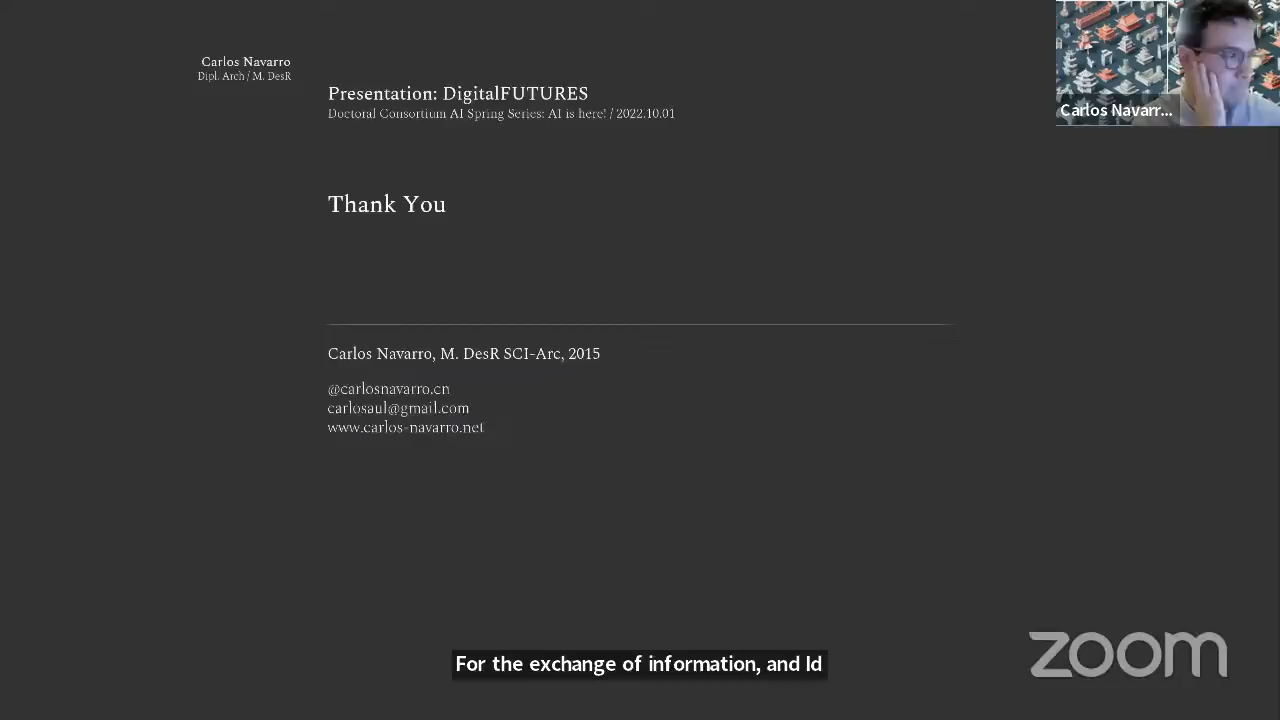 Carlos Navarro
Dipl. Arch / M. DesR
Presentation: DigitalFUTURES
Doctoral Consortium AI Spring Series: AI is here! / 2022.10.01
Carlos Navarr...
Thank You
Carlos Navarro, M. DesR SCI-Arc, 2015
@carlosnavarro.cn
carlosaul@gmail.com
www.carlos-navarro.net
For the exchange of information, and Id
zoom